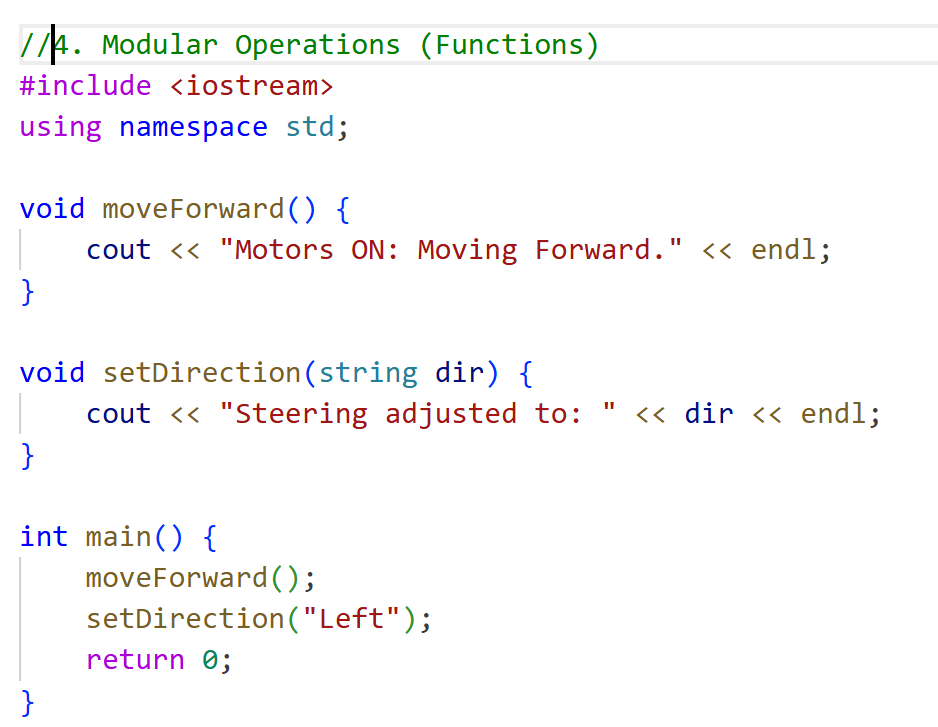 //4. Modular Operations (Functions)
#include <iostream>
using namespace std;

void moveForward() {
    cout << "Motors ON: Moving Forward." << endl;
}

void setDirection(string dir) {
    cout << "Steering adjusted to: " << dir << endl;
}

int main() {
    moveForward();
    setDirection("Left");
    return 0;
}